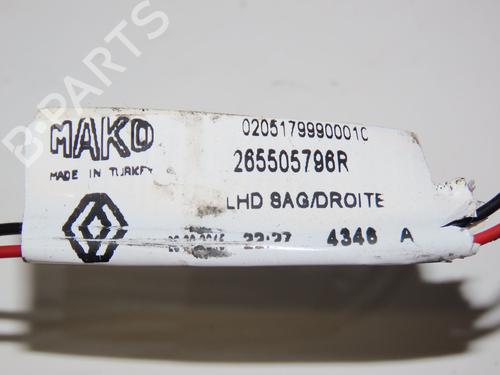 B-PARTS
MAKO
MADE IN TURKEY
0205179990001C
265505796R
LHD SAG/DROITE
22:27 4346 A